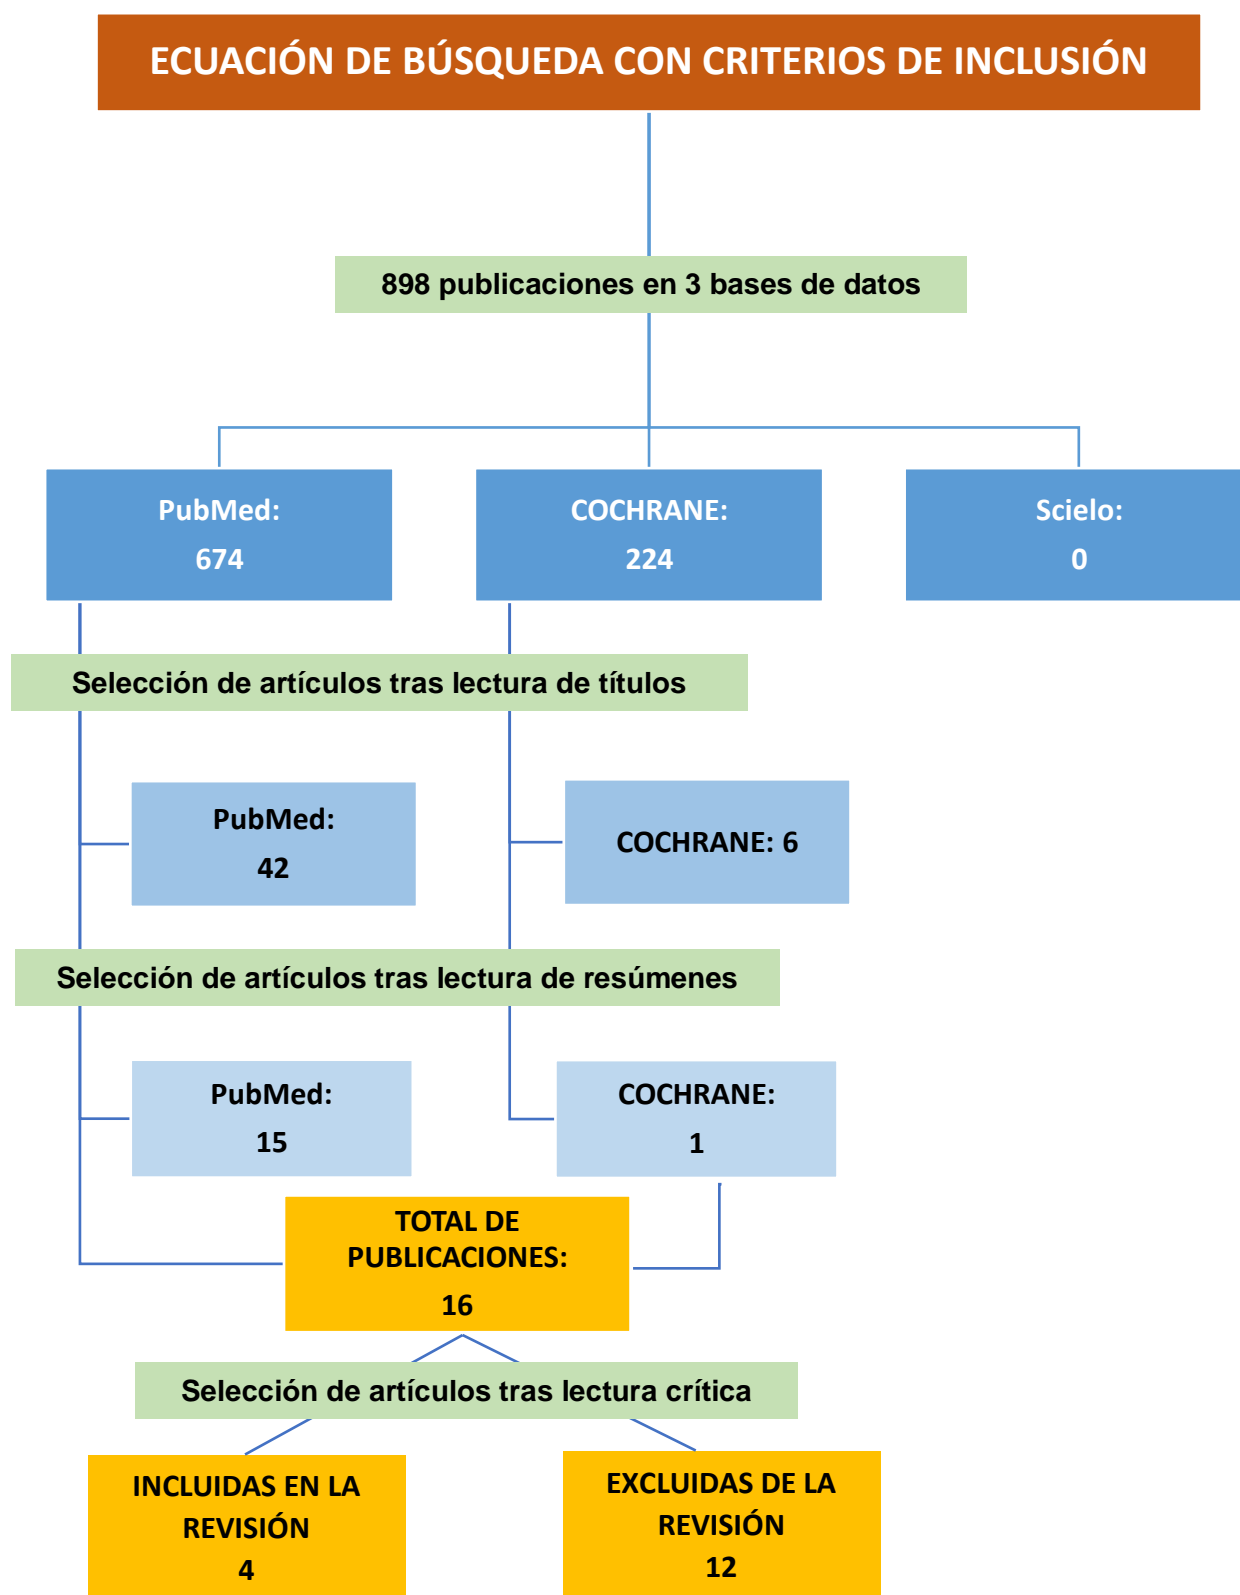 ECUACIÓN DE BÚSQUEDA CON CRITERIOS DE INCLUSIÓN
898 publicaciones en 3 bases de datos
PubMed:
674
COCHRANE:
224
Scielo:
0
Selección de artículos tras lectura de títulos
PubMed:
42
COCHRANE: 6
Selección de artículos tras lectura de resúmenes
PubMed:
15
COCHRANE:
1
TOTAL DE
PUBLICACIONES:
16
Selección de artículos tras lectura crítica
INCLUIDAS EN LA
REVISIÓN
4
EXCLUIDAS DE LA
REVISIÓN
12